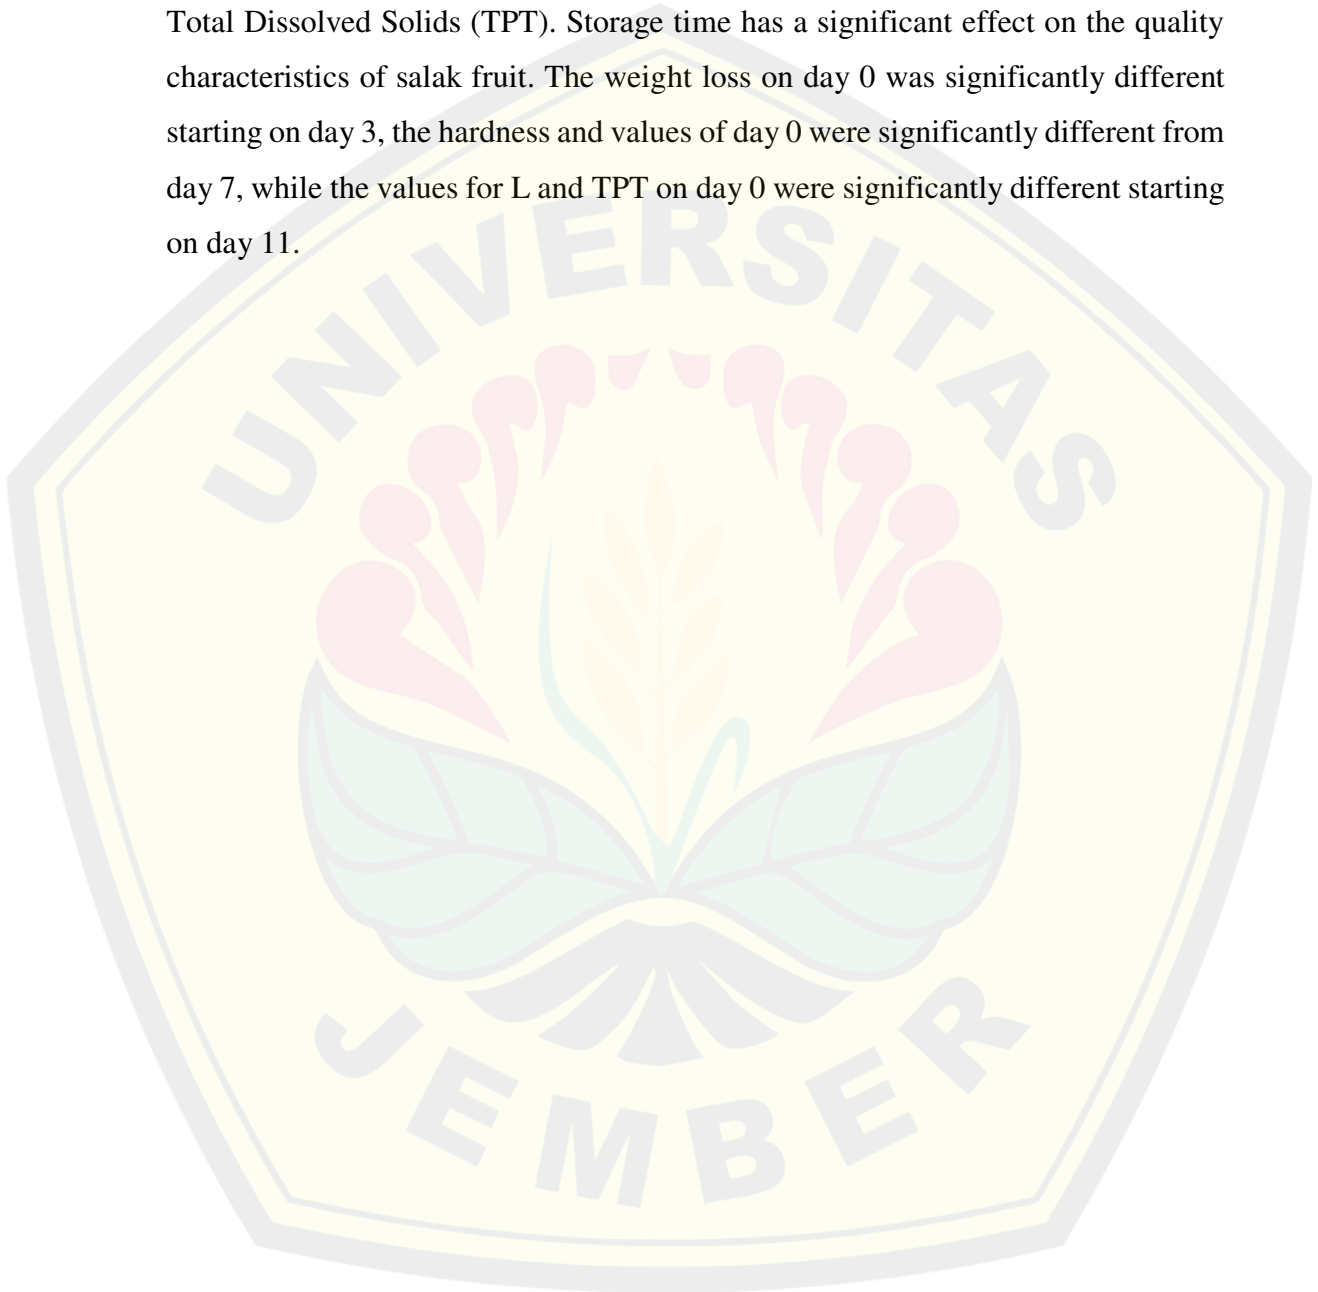 Total Dissolved Solids (TPT). Storage time has a significant effect on the quality
characteristics of salak fruit. The weight loss on day 0 was significantly different
starting on day 3, the hardness and values of day 0 were significantly different from
day 7, while the values for L and TPT on day 0 were significantly different starting
on day 11.
UNIVERSITAS
JEMBER